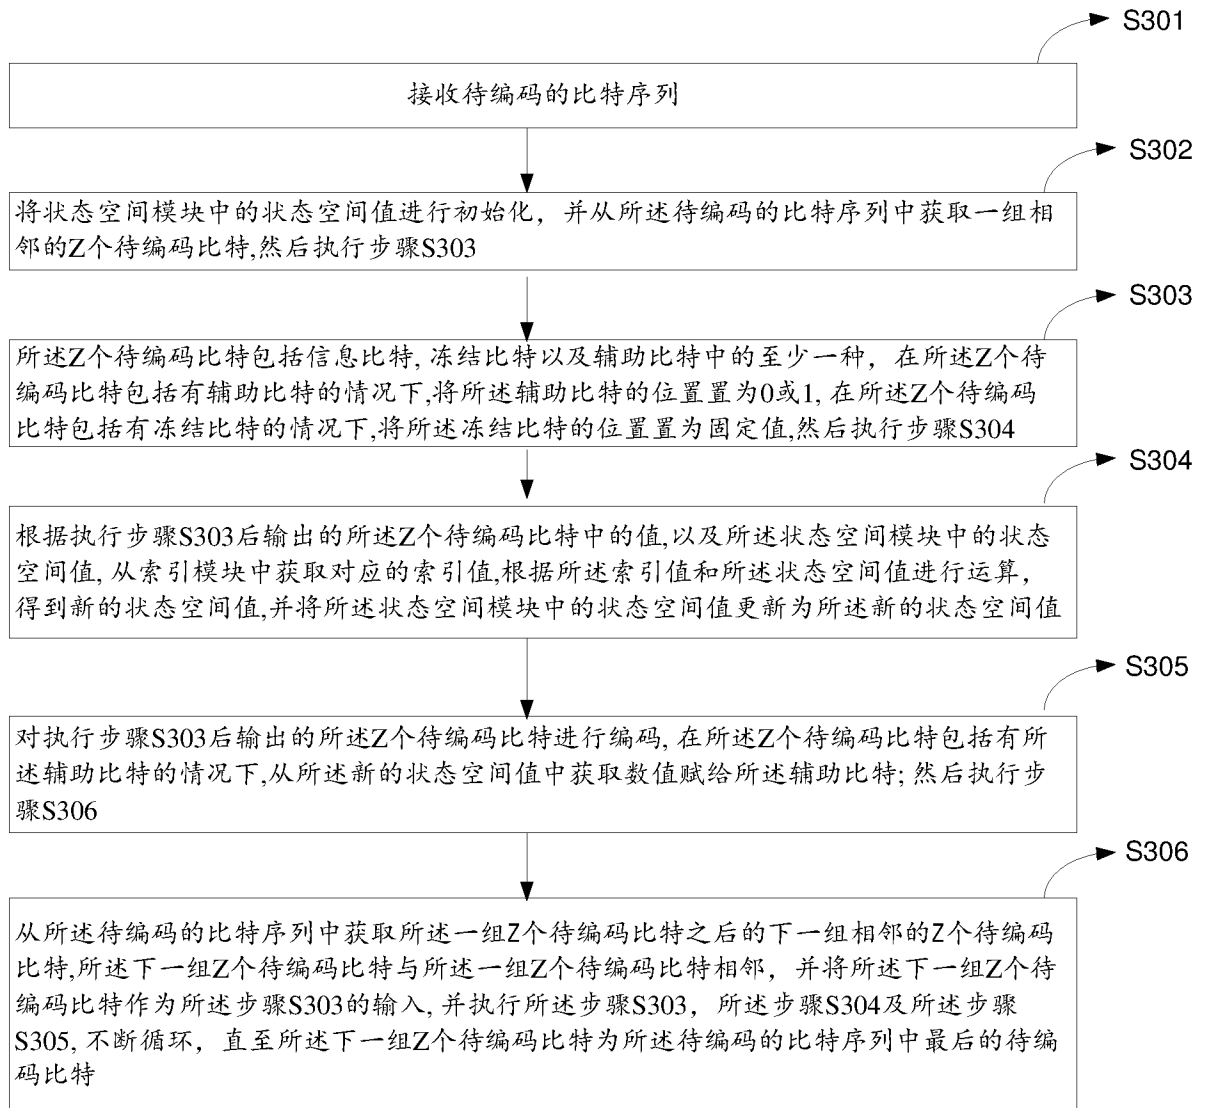 S301
接收待编码的比特序列
S302
将状态空间模块中的状态空间值进行初始化，并从所述待编码的比特序列中获取一组相
邻的Z个待编码比特,然后执行步骤S303
S303
所述Z个待编码比特包括信息比特, 冻结比特以及辅助比特中的至少一种，在所述Z个待
编码比特包括有辅助比特的情况下,将所述辅助比特的位置置为0或1, 在所述Z个待编码
比特包括有冻结比特的情况下,将所述冻结比特的位置置为固定值,然后执行步骤S304
S304
根据执行步骤S303后输出的所述Z个待编码比特中的值,以及所述状态空间模块中的状态
空间值, 从索引模块中获取对应的索引值,根据所述索引值和所述状态空间值进行运算，
得到新的状态空间值,并将所述状态空间模块中的状态空间值更新为所述新的状态空间值
S305
对执行步骤S303后输出的所述Z个待编码比特进行编码, 在所述Z个待编码比特包括有所
述辅助比特的情况下,从所述新的状态空间值中获取数值赋给所述辅助比特; 然后执行步
骤S306
S306
从所述待编码的比特序列中获取所述一组Z个待编码比特之后的下一组相邻的Z个待编码
比特,所述下一组Z个待编码比特与所述一组Z个待编码比特相邻，并将所述下一组Z个待
编码比特作为所述步骤S303的输入, 并执行所述步骤S303，所述步骤S304及所述步骤
S305, 不断循环，直至所述下一组Z个待编码比特为所述待编码的比特序列中最后的待编
码比特